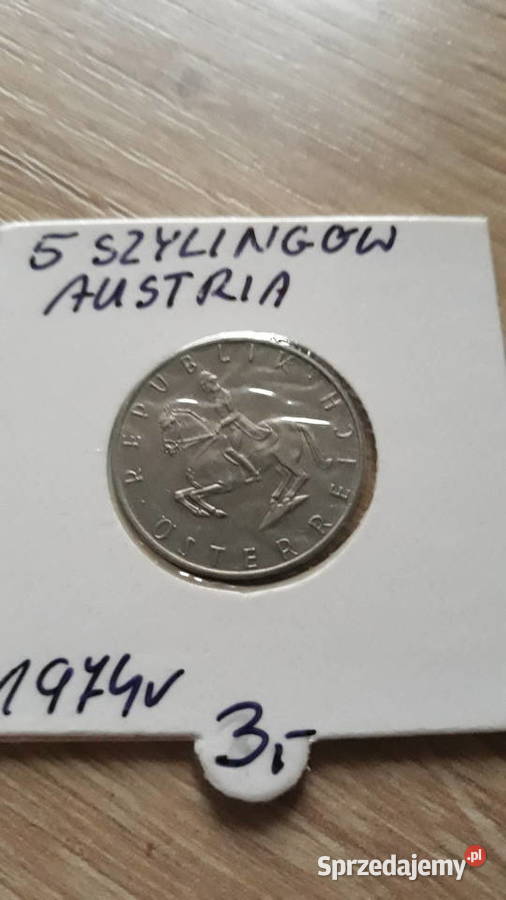 5 SZYLINGOW
AUSTRIA
REPUBLIK · ÖSTERREICH ·
1974r
3,-
Sprzedajemy.pl